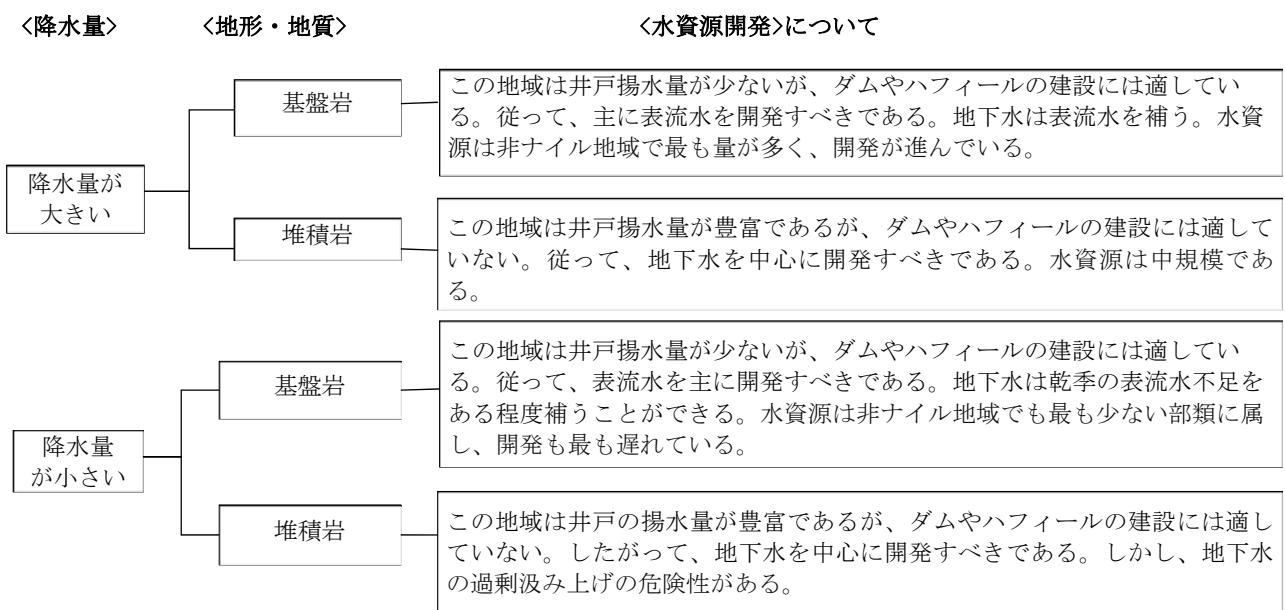 <降水量> <地形・地質> <水資源開発>について
基盤岩
この地域は井戸揚水量が少ないが、ダムやハフィールの建設には適してい
る。従って、主に表流水を開発すべきである。地下水は表流水を補う。水資
源は非ナイル地域で最も量が多く、開発が進んでいる。
降水量が
大きい
堆積岩
この地域は井戸揚水量が豊富であるが、ダムやハフィールの建設には適して
いない。従って、地下水を中心に開発すべきである。水資源は中規模であ
る。
基盤岩
この地域は井戸揚水量が少ないが、ダムやハフィールの建設には適してい
る。従って、表流水を主に開発すべきである。地下水は乾季の表流水不足を
ある程度補うことができる。水資源は非ナイル地域でも最も少ない部類に属
し、開発も最も遅れている。
降水量
が小さい
堆積岩
この地域は井戸の揚水量が豊富であるが、ダムやハフィールの建設には適し
ていない。したがって、地下水を中心に開発すべきである。しかし、地下水
の過剰汲み上げの危険性がある。